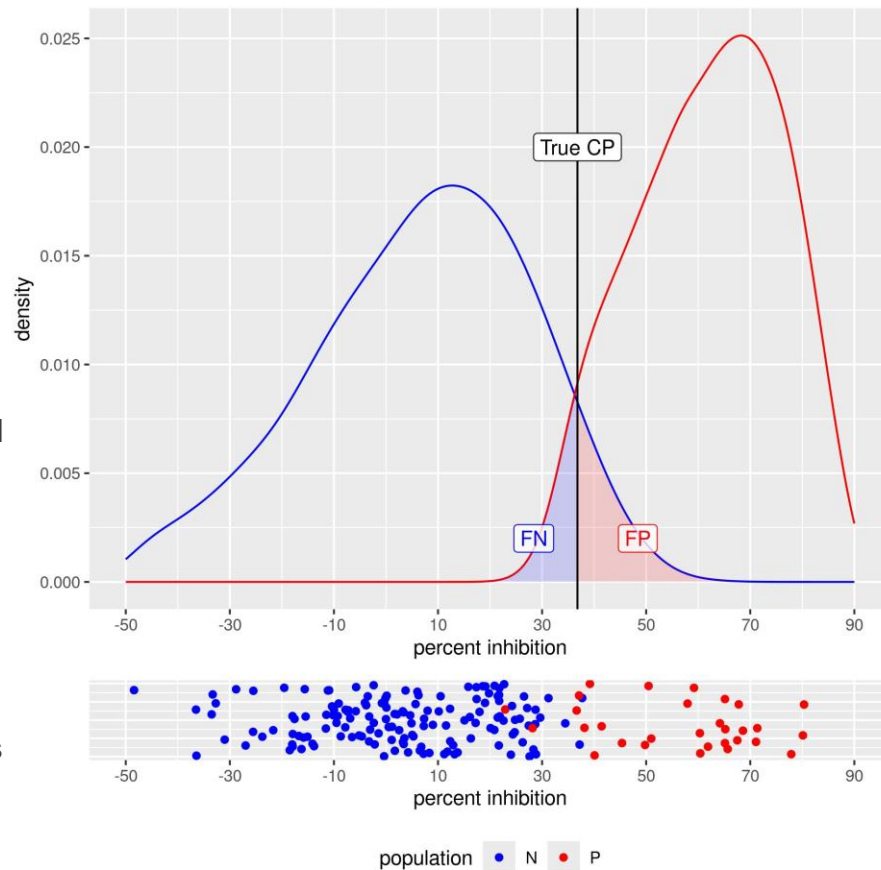 0.025
0.020
0.015
0.010
0.005
0.000
density
True CP
FN
FP
-50 -30 -10 10 30 50 70 90
percent inhibition
-50 -30 -10 10 30 50 70 90
percent inhibition
population N P